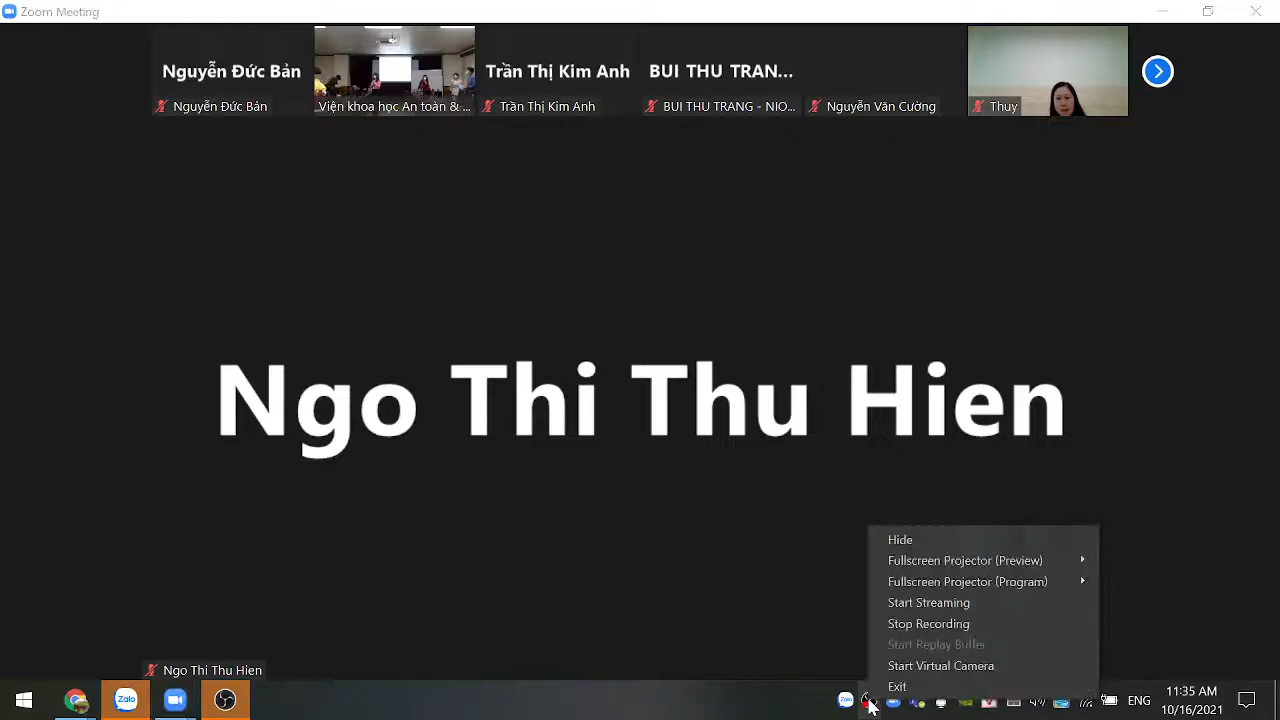 Zoom Meeting
Nguyễn Đức Bản
Trần Thị Kim Anh
BUI THU TRAN...
Nguyễn Đức Bản
Viện khoa học An toàn & ...
Trần Thị Kim Anh
BUI THU TRANG - NIO...
Nguyễn Văn Cường
Thuy
Ngo Thi Thu Hien
Hide
Fullscreen Projector (Preview)
Fullscreen Projector (Program)
Start Streaming
Stop Recording
Start Replay Buffer
Start Virtual Camera
Exit
Ngo Thi Thu Hien
Zalo
Zalo
ENG
11:35 AM
10/16/2021